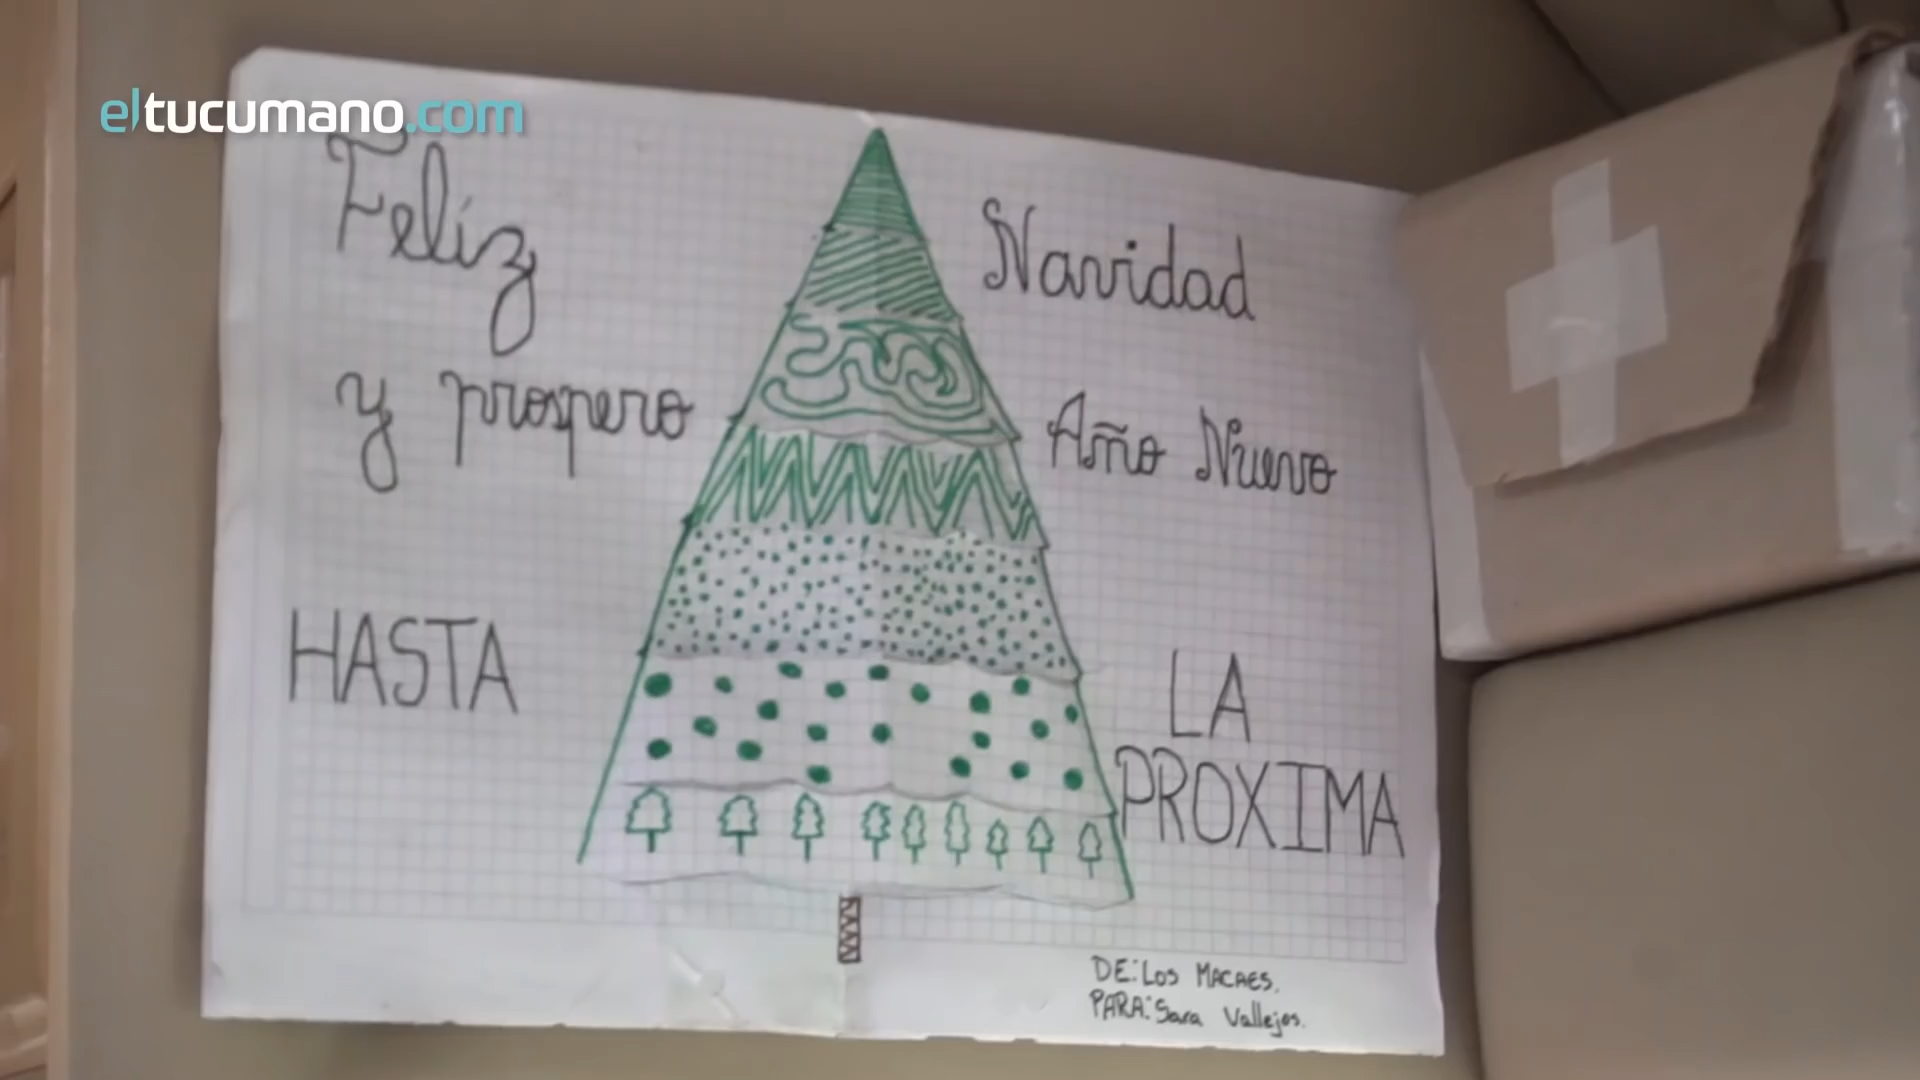 eltucumano.com
Feliz Navidad
y prospero Año Nuevo
HASTA LA
PROXIMA
DE: LOS MACAES.
PARA: Sara Vallejos.